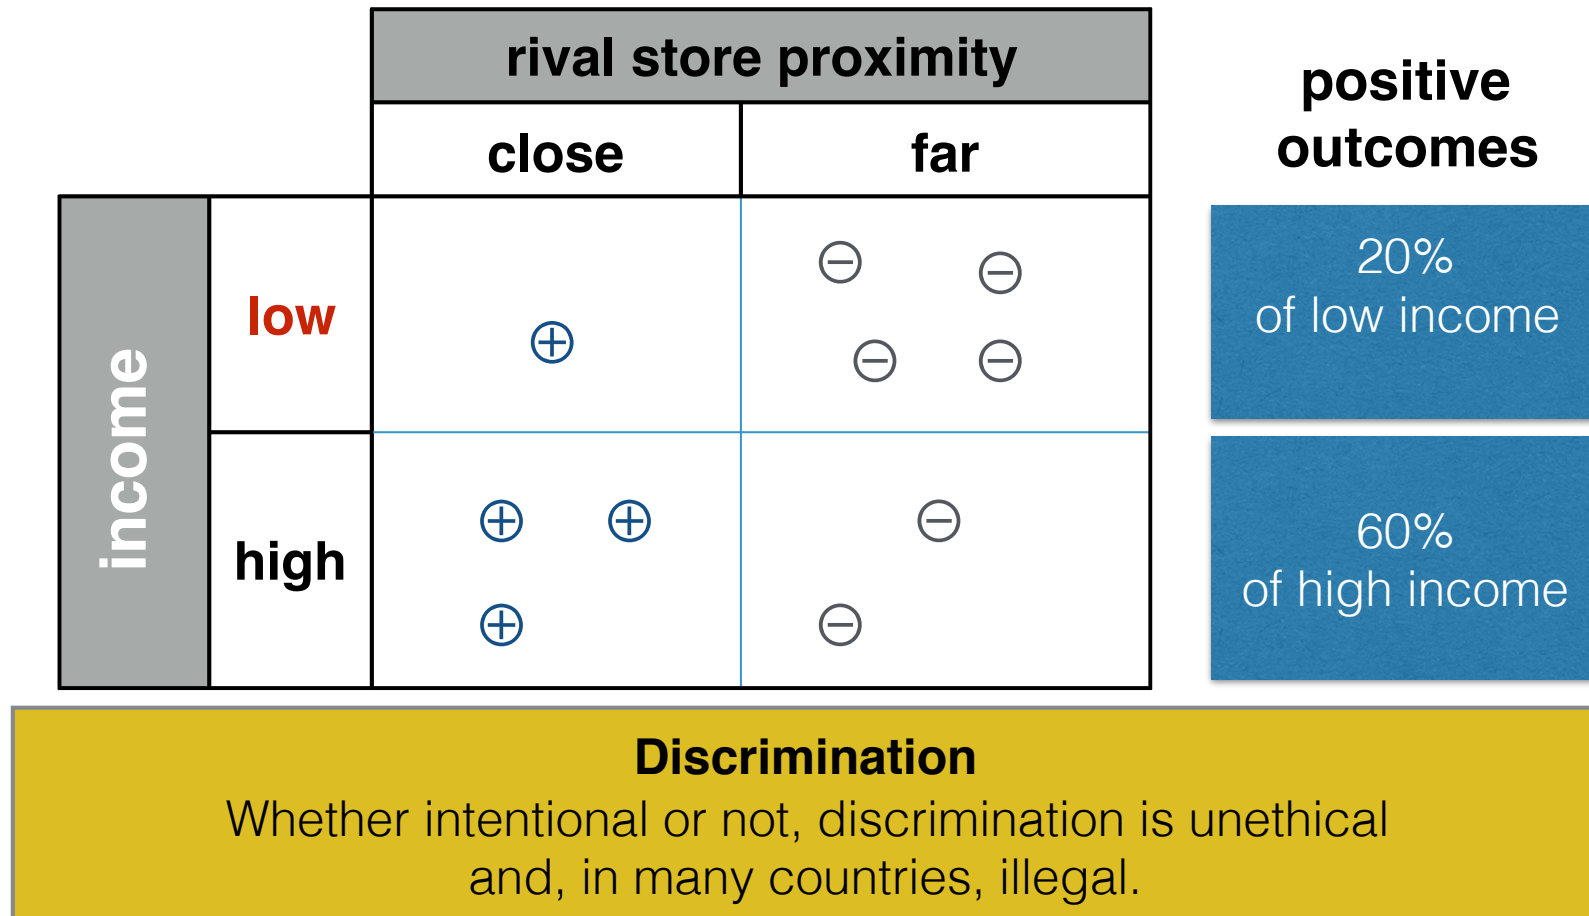 rival store proximity
close
far
positive
outcomes
income
low
high
20%
of low income
60%
of high income
Discrimination
Whether intentional or not, discrimination is unethical
and, in many countries, illegal.